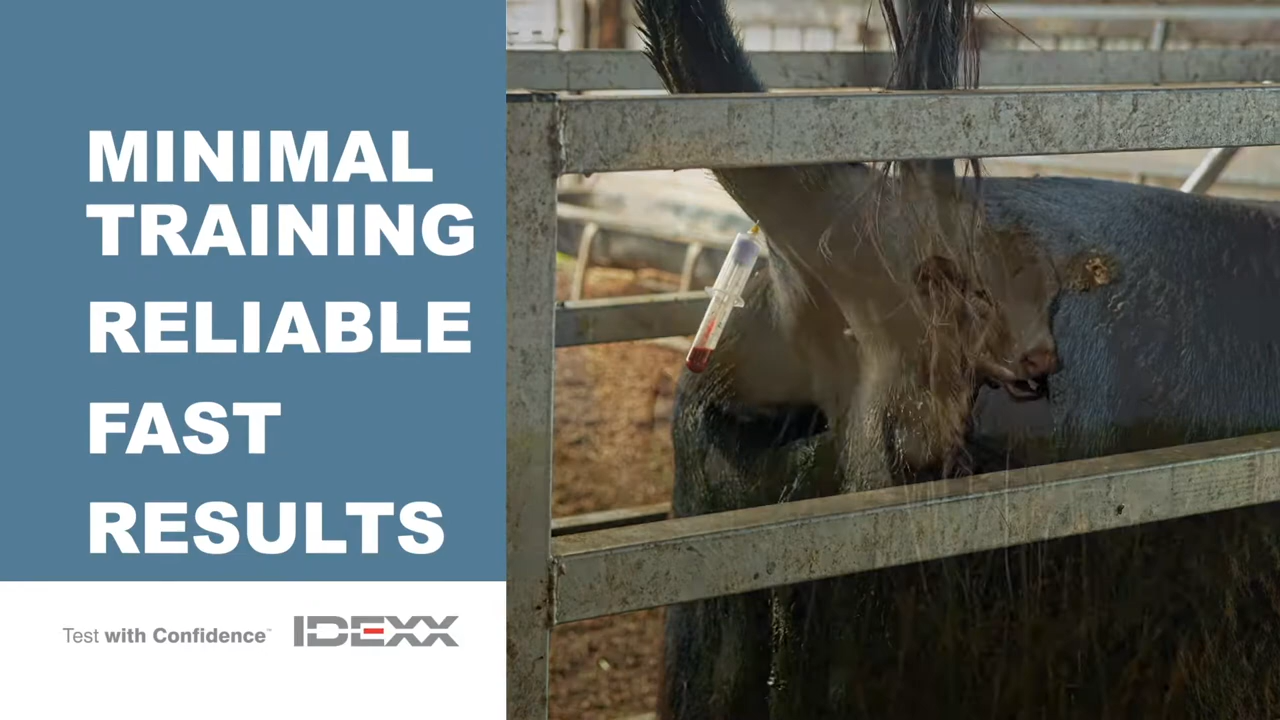 MINIMAL
TRAINING
RELIABLE
FAST
RESULTS
Test with Confidence™ IDEXX